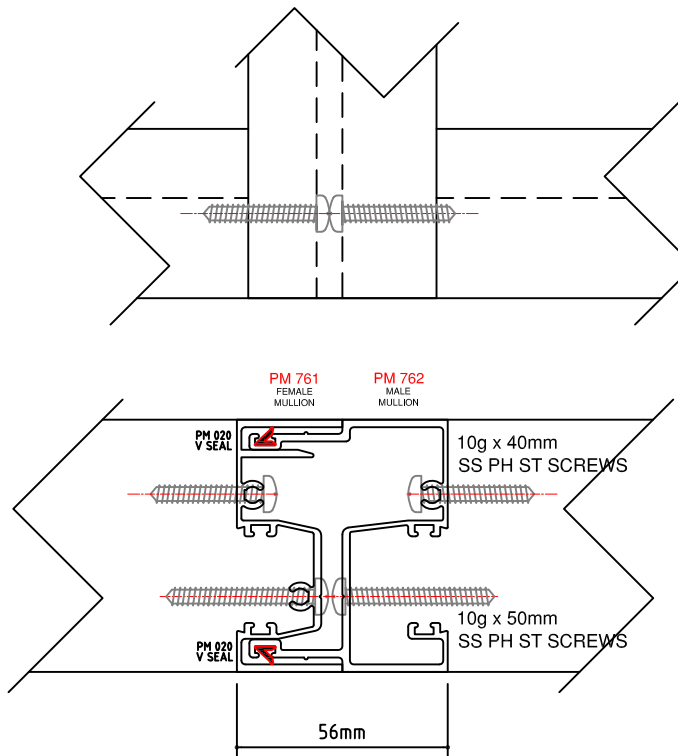 PM 761
FEMALE
MULLION
PM 762
MALE
MULLION
PM 020
V SEAL
10g x 40mm
SS PH ST SCREWS
10g x 50mm
SS PH ST SCREWS
PM 020
V SEAL
56mm